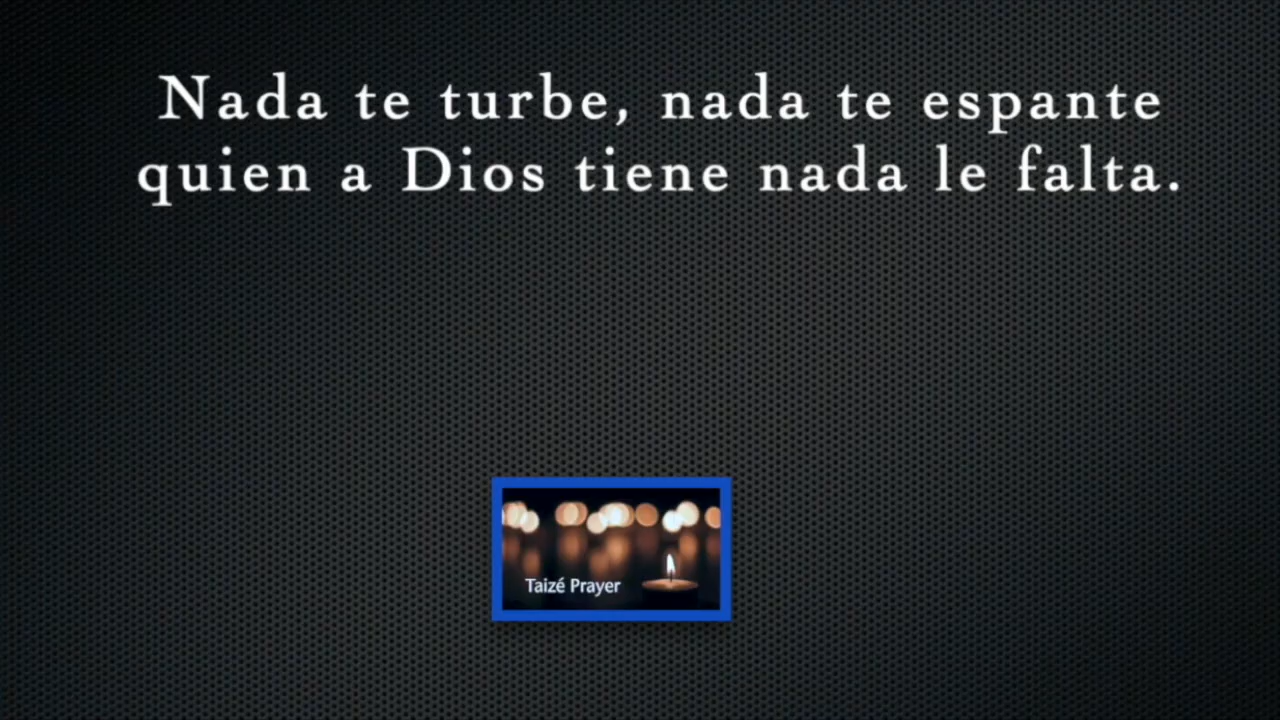 Nada te turbe, nada te espante
quien a Dios tiene nada le falta.
Taizé Prayer